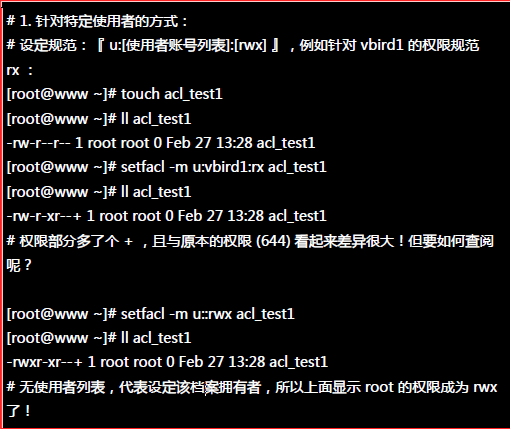 # 1. 针对特定使用者的方式：
# 设定规范：『 u:[使用者账号列表]:[rwx] 』，例如针对 vbird1 的权限规范
rx ：
[root@www ~]# touch acl_test1
[root@www ~]# ll acl_test1
-rw-r--r-- 1 root root 0 Feb 27 13:28 acl_test1
[root@www ~]# setfacl -m u:vbird1:rx acl_test1
[root@www ~]# ll acl_test1
-rw-r-xr--+ 1 root root 0 Feb 27 13:28 acl_test1
# 权限部分多了个 + ，且与原本的权限 (644) 看起来差异很大！但要如何查阅
呢？
[root@www ~]# setfacl -m u::rwx acl_test1
[root@www ~]# ll acl_test1
-rwxr-xr--+ 1 root root 0 Feb 27 13:28 acl_test1
# 无使用者列表，代表设定该档案拥有者，所以上面显示 root 的权限成为 rwx
了！